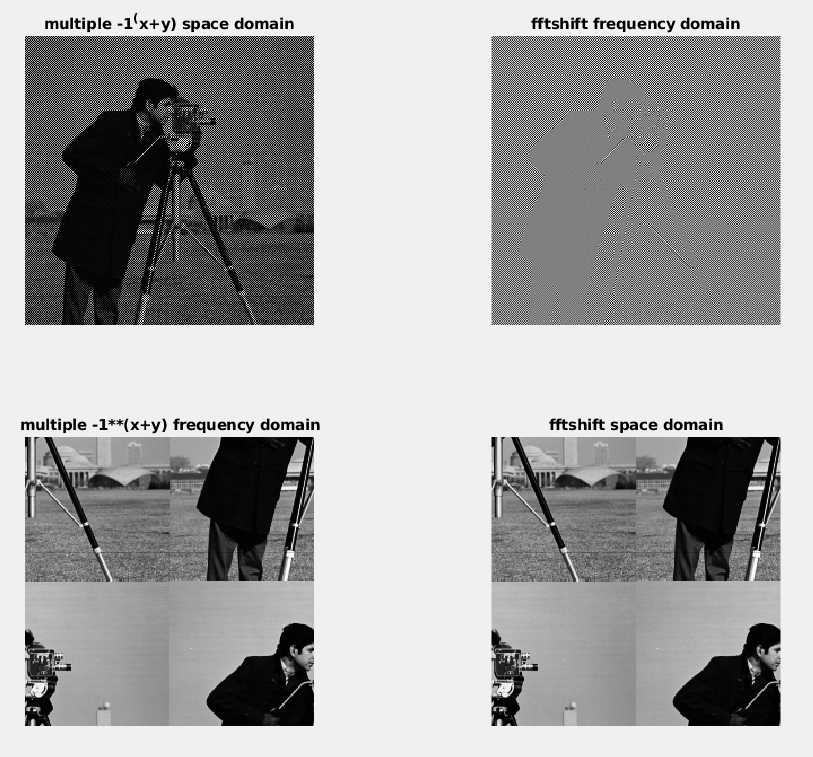 multiple -1(x+y) space domain
fftshift frequency domain
multiple -1**(x+y) frequency domain
fftshift space domain